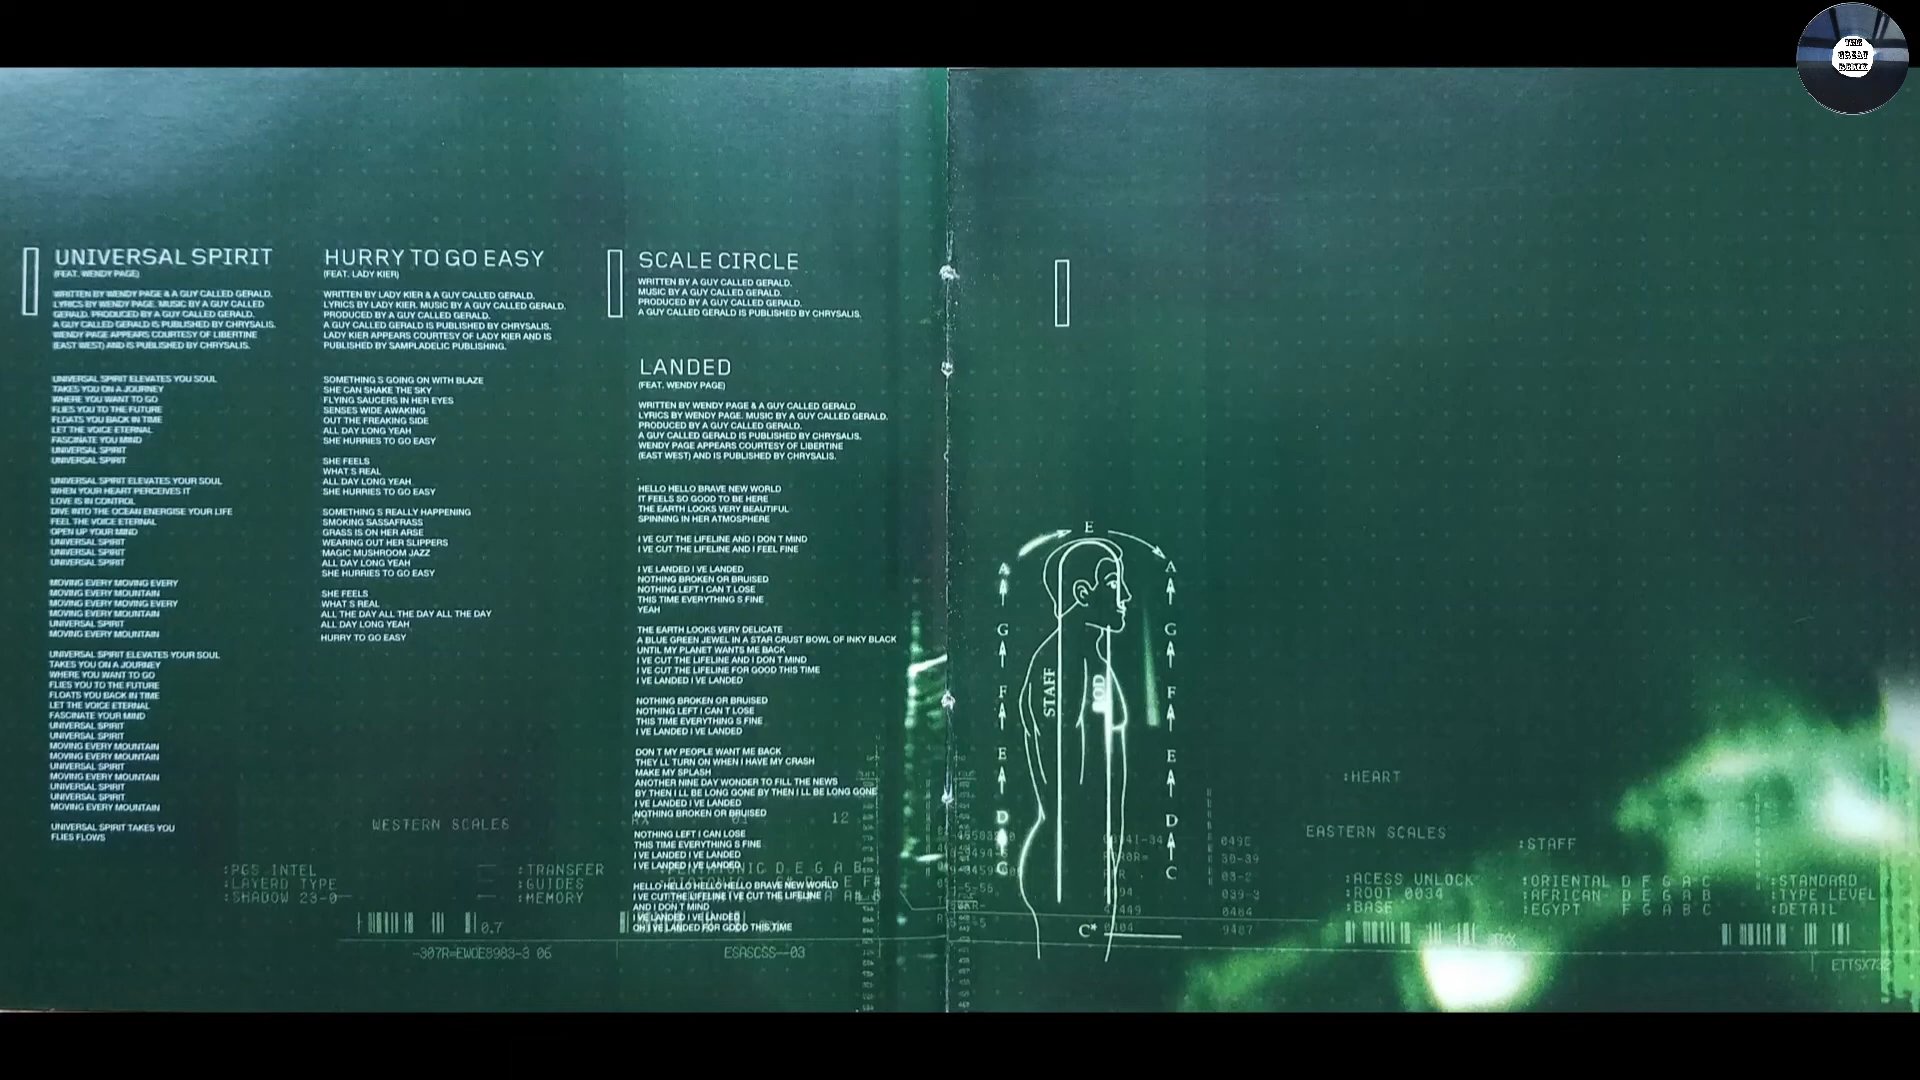 THE
GREAT
REMIX
UNIVERSAL SPIRIT
(FEAT. WENDY PAGE)
WRITTEN BY WENDY PAGE & A GUY CALLED GERALD.
LYRICS BY WENDY PAGE. MUSIC BY A GUY CALLED
GERALD. PRODUCED BY A GUY CALLED GERALD.
A GUY CALLED GERALD IS PUBLISHED BY CHRYSALIS.
WENDY PAGE APPEARS COURTESY OF LIBERTINE
(EAST WEST) AND IS PUBLISHED BY CHRYSALIS.
UNIVERSAL SPIRIT ELEVATES YOU SOUL
TAKES YOU ON A JOURNEY
WHERE YOU WANT TO GO
FLIES YOU TO THE FUTURE
FLOATS YOU BACK IN TIME
LET THE VOICE ETERNAL
FASCINATE YOU MIND
UNIVERSAL SPIRIT
UNIVERSAL SPIRIT
UNIVERSAL SPIRIT ELEVATES YOUR SOUL
WHEN YOUR HEART PERCEIVES IT
LOVE IS IN CONTROL
DIVE INTO THE OCEAN ENERGISE YOUR LIFE
FEEL THE VOICE ETERNAL
OPEN UP YOUR MIND
UNIVERSAL SPIRIT
UNIVERSAL SPIRIT
UNIVERSAL SPIRIT
MOVING EVERY MOVING EVERY
MOVING EVERY MOUNTAIN
MOVING EVERY MOVING EVERY
MOVING EVERY MOUNTAIN
UNIVERSAL SPIRIT
MOVING EVERY MOUNTAIN
UNIVERSAL SPIRIT ELEVATES YOUR SOUL
TAKES YOU ON A JOURNEY
WHERE YOU WANT TO GO
FLIES YOU TO THE FUTURE
FLOATS YOU BACK IN TIME
LET THE VOICE ETERNAL
FASCINATE YOUR MIND
UNIVERSAL SPIRIT
UNIVERSAL SPIRIT
MOVING EVERY MOUNTAIN
MOVING EVERY MOUNTAIN
UNIVERSAL SPIRIT
MOVING EVERY MOUNTAIN
UNIVERSAL SPIRIT
UNIVERSAL SPIRIT
MOVING EVERY MOUNTAIN
UNIVERSAL SPIRIT TAKES YOU
FLIES FLOWS
HURRY TO GO EASY
(FEAT. LADY KIER)
WRITTEN BY LADY KIER & A GUY CALLED GERALD.
LYRICS BY LADY KIER. MUSIC BY A GUY CALLED GERALD.
PRODUCED BY A GUY CALLED GERALD.
A GUY CALLED GERALD IS PUBLISHED BY CHRYSALIS.
LADY KIER APPEARS COURTESY OF LADY KIER AND IS
PUBLISHED BY SAMPLADELIC PUBLISHING.
SOMETHING S GOING ON WITH BLAZE
SHE CAN SHAKE THE SKY
FLYING SAUCERS IN HER EYES
SENSES WIDE AWAKING
OUT THE FREAKING SIDE
ALL DAY LONG YEAH
SHE HURRIES TO GO EASY
SHE FEELS
WHAT S REAL
ALL DAY LONG YEAH
SHE HURRIES TO GO EASY
SOMETHING S REALLY HAPPENING
SMOKING SASSAFRASS
GRASS IS ON HER ARSE
WEARING OUT HER SLIPPERS
MAGIC MUSHROOM JAZZ
ALL DAY LONG YEAH
SHE HURRIES TO GO EASY
SHE FEELS
WHAT S REAL
ALL THE DAY ALL THE DAY ALL THE DAY
ALL DAY LONG YEAH
HURRY TO GO EASY
SCALE CIRCLE
WRITTEN BY A GUY CALLED GERALD.
MUSIC BY A GUY CALLED GERALD.
PRODUCED BY A GUY CALLED GERALD.
A GUY CALLED GERALD IS PUBLISHED BY CHRYSALIS.
LANDED
(FEAT. WENDY PAGE)
WRITTEN BY WENDY PAGE & A GUY CALLED GERALD
LYRICS BY WENDY PAGE. MUSIC BY A GUY CALLED GERALD.
PRODUCED BY A GUY CALLED GERALD.
A GUY CALLED GERALD IS PUBLISHED BY CHRYSALIS.
WENDY PAGE APPEARS COURTESY OF LIBERTINE
(EAST WEST) AND IS PUBLISHED BY CHRYSALIS.
HELLO HELLO BRAVE NEW WORLD
IT FEELS SO GOOD TO BE HERE
THE EARTH LOOKS VERY BEAUTIFUL
SPINNING IN HER ATMOSPHERE
I VE CUT THE LIFELINE AND I DON T MIND
I VE CUT THE LIFELINE AND I FEEL FINE
I VE LANDED I VE LANDED
NOTHING BROKEN OR BRUISED
NOTHING LEFT I CAN T LOSE
THIS TIME EVERYTHING S FINE
YEAH
THE EARTH LOOKS VERY DELICATE
A BLUE GREEN JEWEL IN A STAR CRUST BOWL OF INKY BLACK
UNTIL MY PLANET WANTS ME BACK
I VE CUT THE LIFELINE AND I DON T MIND
I VE CUT THE LIFELINE FOR GOOD THIS TIME
I VE LANDED I VE LANDED
NOTHING BROKEN OR BRUISED
NOTHING LEFT I CAN T LOSE
THIS TIME EVERYTHING S FINE
I VE LANDED I VE LANDED
DON T MY PEOPLE WANT ME BACK
THEY LL TURN ON WHEN I HAVE MY CRASH
MAKE MY SPLASH
ANOTHER NINE DAY WONDER TO FILL THE NEWS
BY THEN I LL BE LONG GONE BY THEN I LL BE LONG GONE
I VE LANDED I VE LANDED
NOTHING BROKEN OR BRUISED
NOTHING LEFT I CAN LOSE
THIS TIME EVERYTHING S FINE
I VE LANDED I VE LANDED
I VE LANDED I VE LANDED
HELLO HELLO HELLO HELLO BRAVE NEW WORLD
I VE CUT THE LIFELINE I VE CUT THE LIFELINE
AND I DON T MIND
I VE LANDED I VE LANDED
OH I VE LANDED FOR GOOD THIS TIME
WESTERN SCALES
12
:PGS INTEL
:LAYERD TYPE
:SHADOW 23-0
:TRANSFER
:GUIDES
:MEMORY
0.7
-307R=EWOE8983-3 06
ESASCSS--03
E
A
G
F
E
D
C
STAFF
ROD
A
G
F
E
D
C
C*
049E
30-39
03-2
039-3
0484
9487
:HEART
EASTERN SCALES
:STAFF
:ACESS UNLOCK
:ROOT 0034
:BASE
:ORIENTAL D F G A C
:AFRICAN D E G A B
:EGYPT F G A B C
:STANDARD
:TYPE LEVEL
:DETAIL
ETTSX732